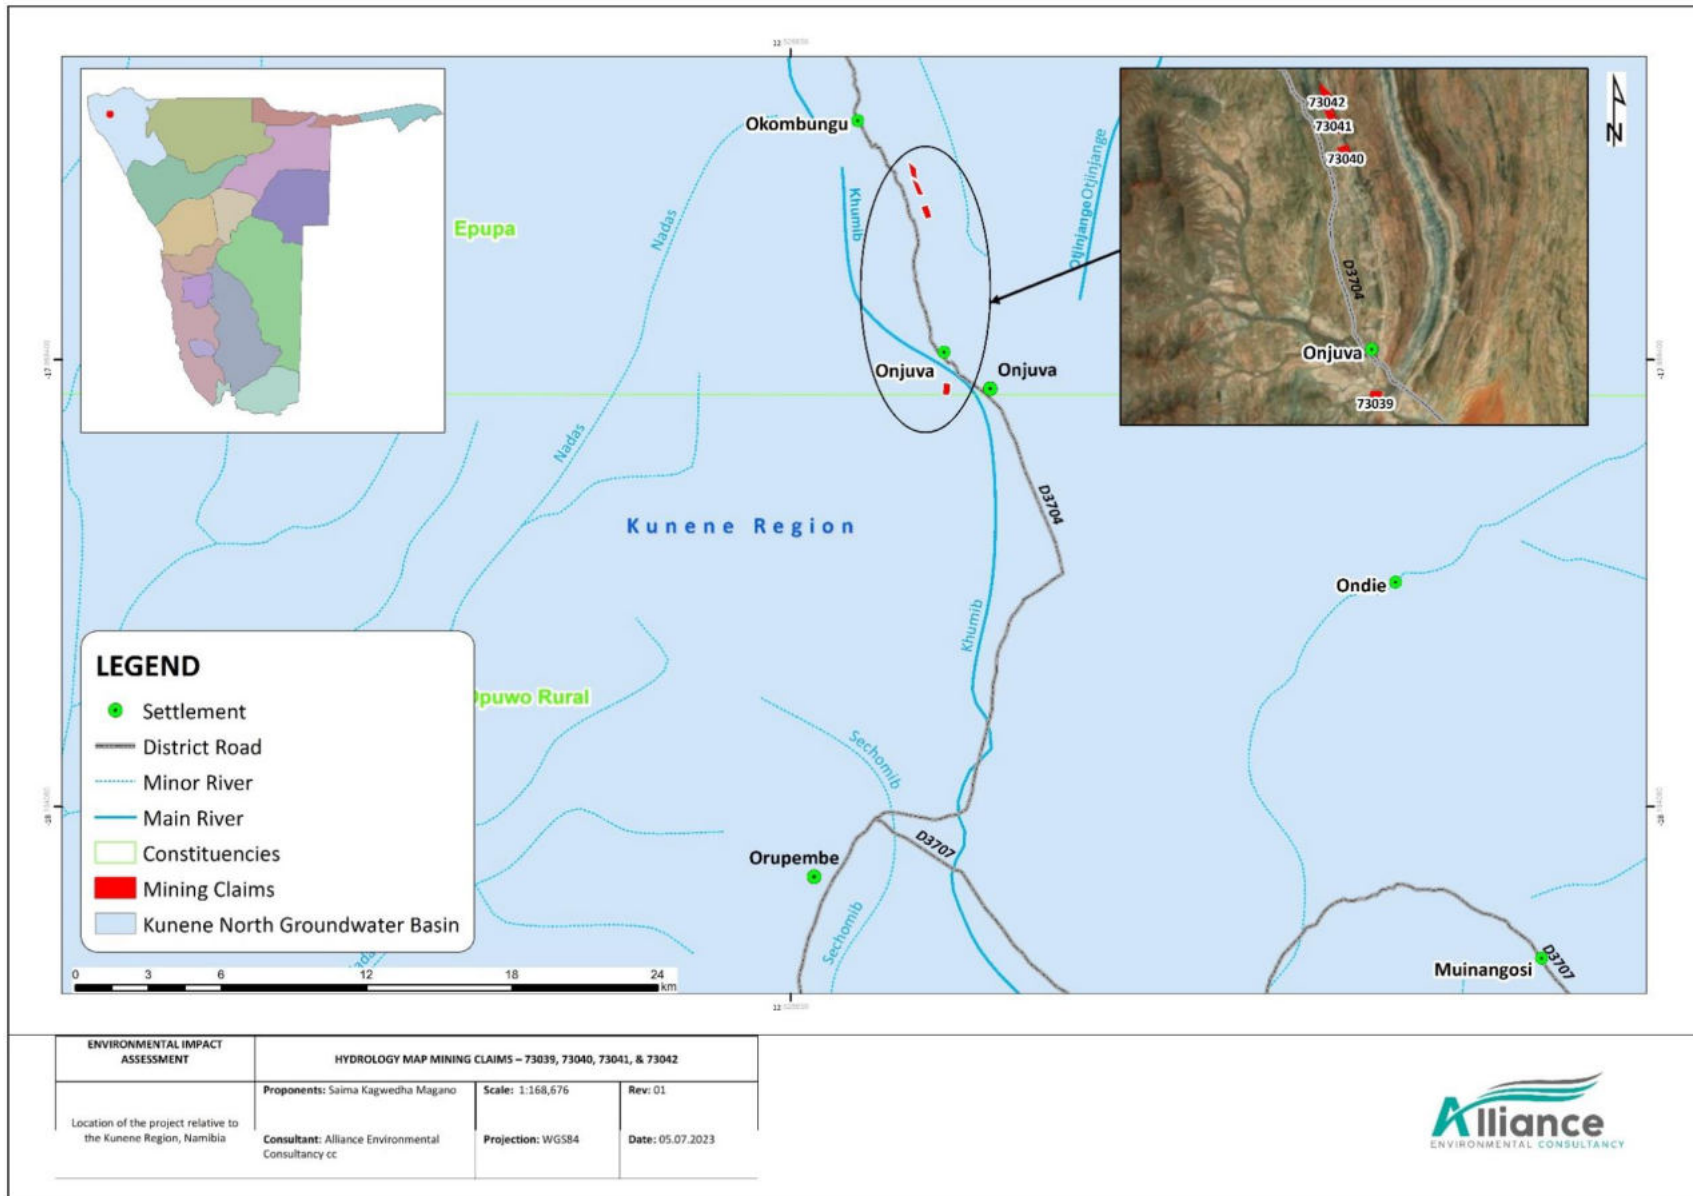 Okombungu
Epupa
Nadas
Khumib
OtjinjangeOtjinjange
73042
73041
73040
D3704
Onjuva
73039
Onjuva
Onjuva
Nadas
Kunene Region
D3704
Khumib
Ondie
Opuwo Rural
Sechomib
D3707
Orupembe
Sechomib
Muinangosi
D3707
LEGEND
Settlement
District Road
Minor River
Main River
Constituencies
Mining Claims
Kunene North Groundwater Basin
0 3 6 12 18 24
km
ENVIRONMENTAL IMPACT
ASSESSMENT
HYDROLOGY MAP MINING CLAIMS – 73039, 73040, 73041, & 73042
Proponents: Saima Kagwedha Magano
Scale: 1:168,676
Rev: 01
Location of the project relative to
the Kunene Region, Namibia
Consultant: Alliance Environmental
Consultancy cc
Projection: WGS84
Date: 05.07.2023
Alliance
ENVIRONMENTAL CONSULTANCY